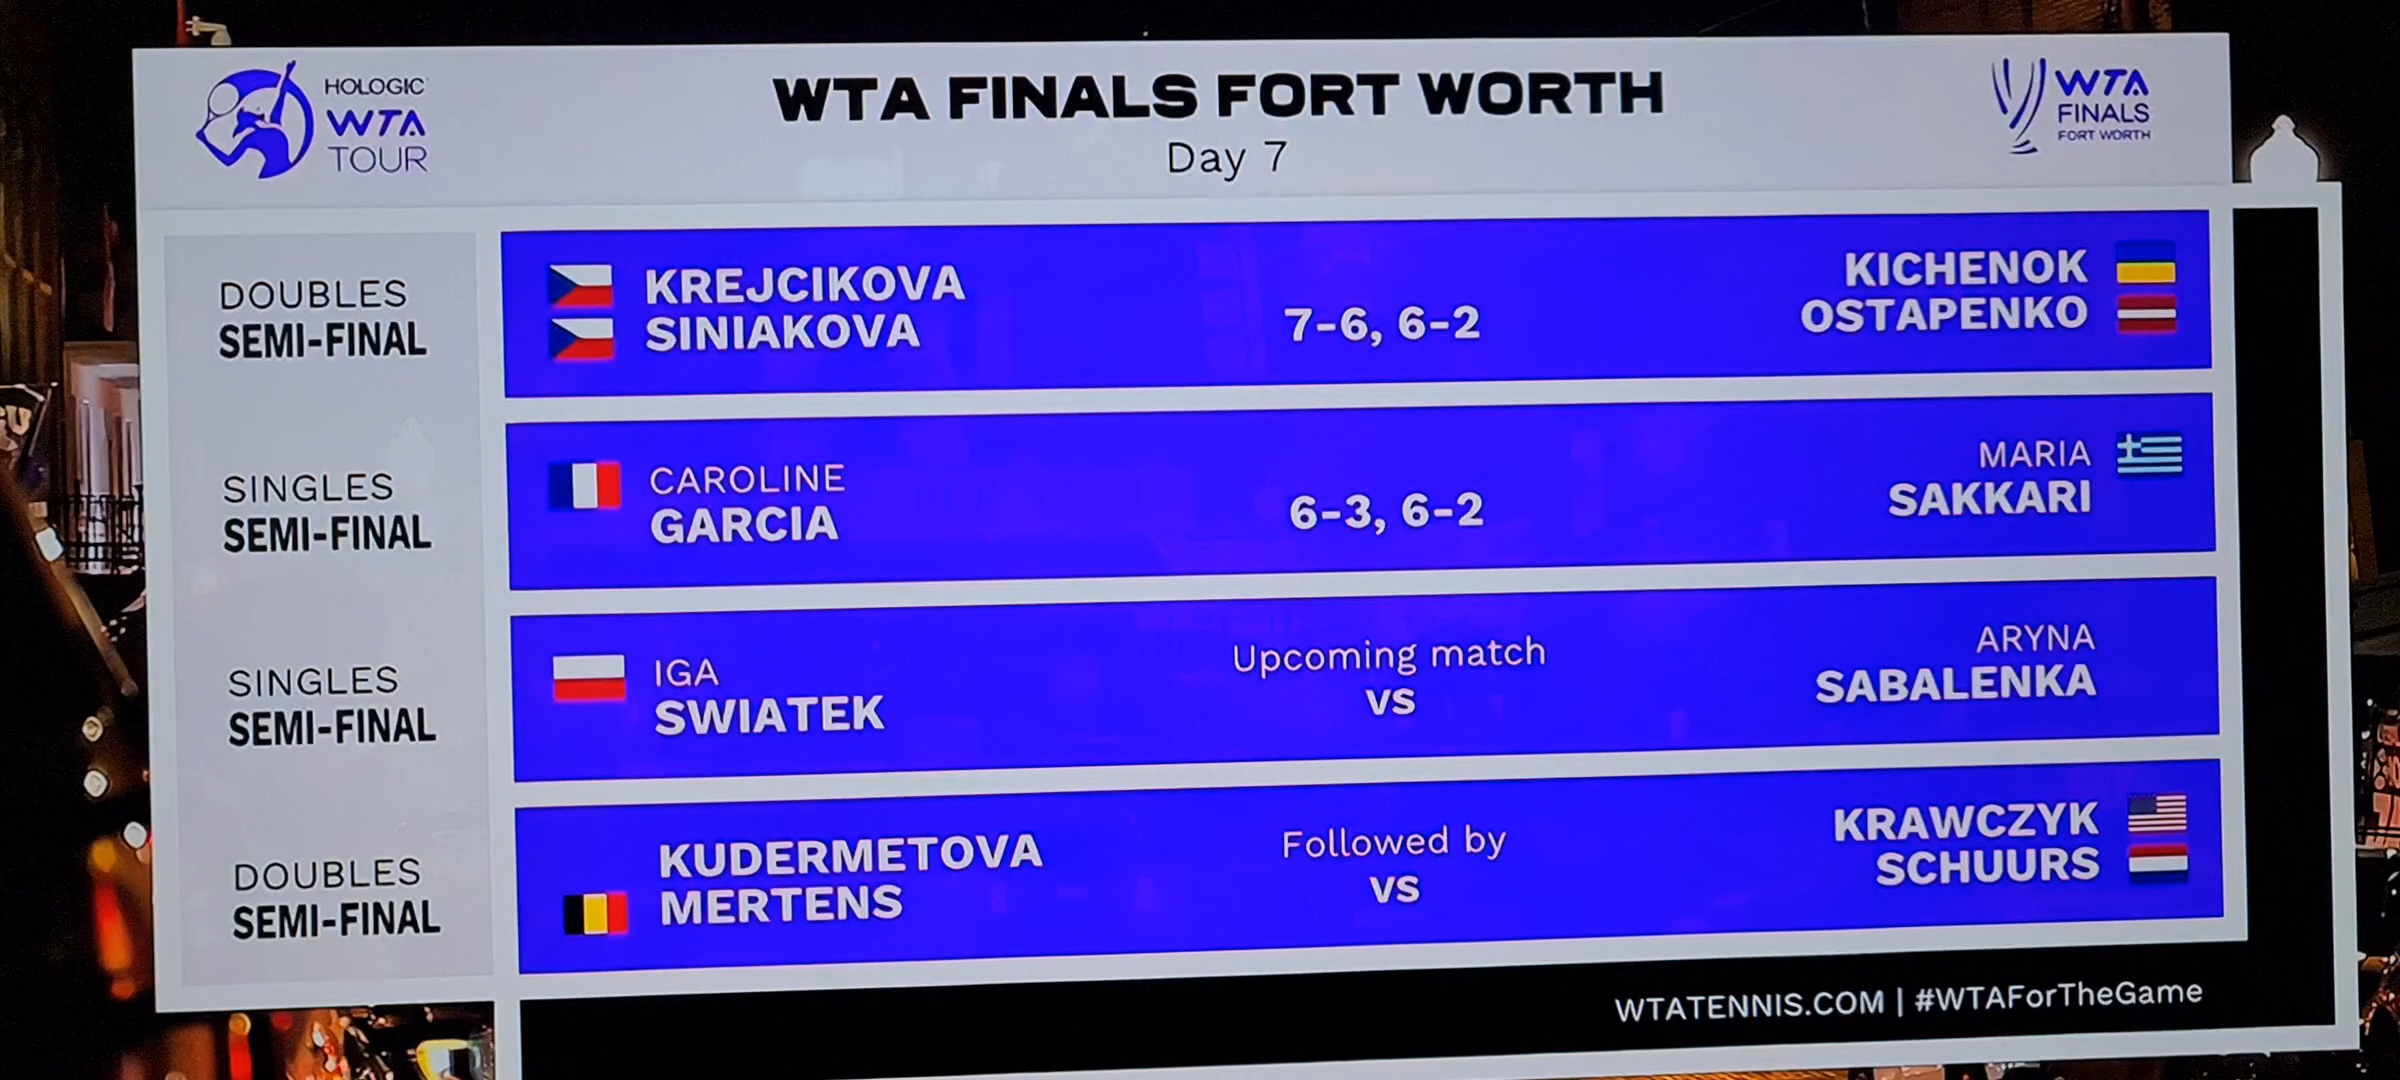 HOLOGIC
WTA
TOUR
WTA FINALS FORT WORTH
Day 7
WTA
FINALS
FORT WORTH
DOUBLES
SEMI-FINAL
KREJCIKOVA
SINIAKOVA
7-6, 6-2
KICHENOK
OSTAPENKO
SINGLES
SEMI-FINAL
CAROLINE
GARCIA
6-3, 6-2
MARIA
SAKKARI
SINGLES
SEMI-FINAL
IGA
SWIATEK
Upcoming match
VS
ARYNA
SABALENKA
DOUBLES
SEMI-FINAL
KUDERMETOVA
MERTENS
Followed by
VS
KRAWCZYK
SCHUURS
WTATENNIS.COM | #WTAForTheGame